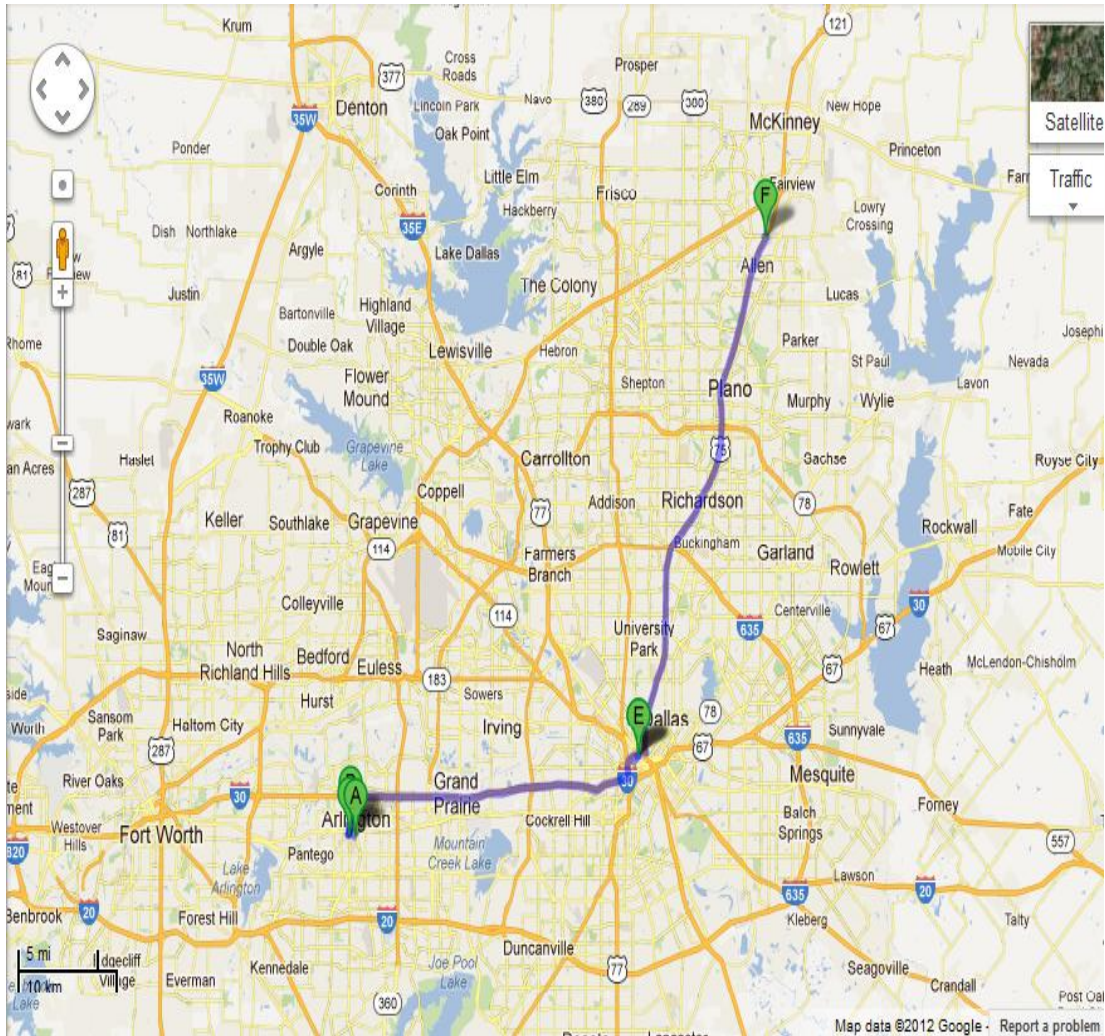 Krum
121
377
Cross
Roads
Prosper
Denton
Lincoln Park
Navo
380
289
380
New Hope
35W
Oak Point
McKinney
Satellite
Ponder
Princeton
Little Elm
Fairview
Traffic
Corinth
Frisco
F
Hackberry
Lowry
Crossing
35E
Dish
Northlake
Argyle
Lake Dallas
Allen
81
Justin
The Colony
Lucas
Highland
Village
Bartonville
Josephi
Rhome
Double Oak
Lewisville
Hebron
Parker
St Paul
Nevada
35W
Flower
Mound
Shepton
Plano
Lavon
Roanoke
Murphy
Wylie
Trophy Club
Grapevine
Lake
75
Haslet
Carrollton
Sachse
Royse City
287
Coppell
Addison
Richardson
78
Keller
Southlake
Grapevine
77
Fate
81
114
Buckingham
Rockwall
Farmers
Branch
Garland
Mobile City
Rowlett
Colleyville
Centerville
30
114
Saginaw
University
Park
635
67
North
Richland Hills
Bedford
Euless
Heath
McLendon-Chisholm
67
183
Sowers
Hurst
Sansom
Park
Haltom City
Irving
E
Dallas
78
Sunnyvale
Worth
287
67
635
River Oaks
30
A
Grand
Prairie
30
Mesquite
Forney
Arlington
Cockrell Hill
Balch
Springs
Westover
Hills
Fort Worth
557
Pantego
Mountain
Creek Lake
820
Lake
Arlington
Lawson
635
20
Benbrook
20
Forest Hill
20
Kleberg
Talty
Duncanville
5 mi
Edgecliff
Village
Kennedale
Joe Pool
Lake
77
Seagoville
10 km
Everman
Crandall
360
Post Oak
Map data ©2012 Google - Report a problem